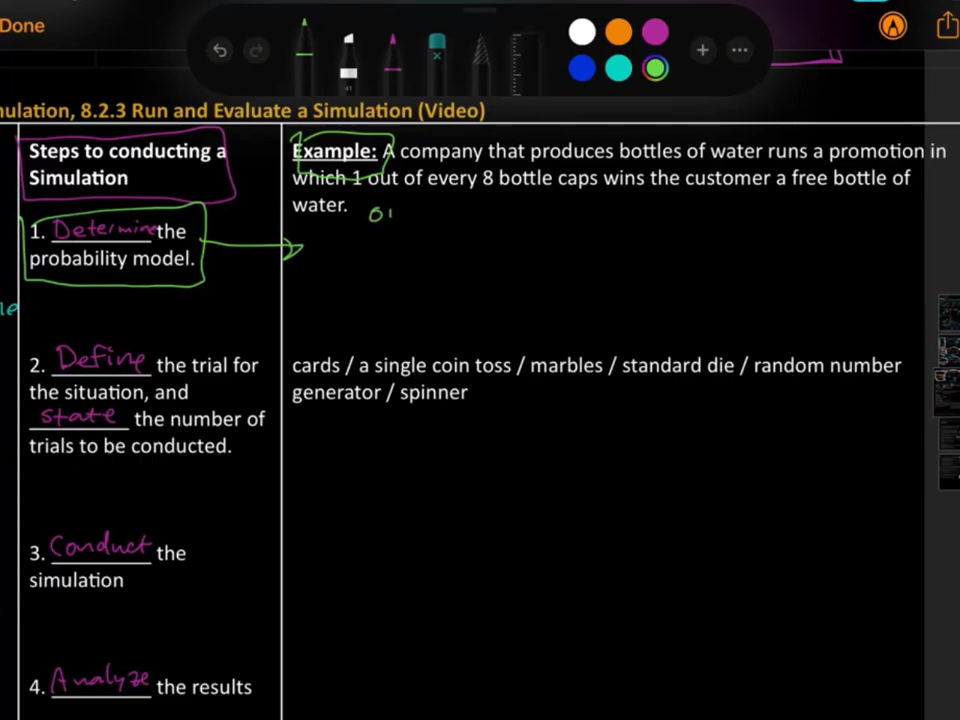 Done
mulation, 8.2.3 Run and Evaluate a Simulation (Video)
Steps to conducting a
Simulation
1. Determine the
probability model.
2. Define the trial for
the situation, and
state the number of
trials to be conducted.
3. Conduct the
simulation
4. Analyze the results
Example: A company that produces bottles of water runs a promotion in
which 1 out of every 8 bottle caps wins the customer a free bottle of
water.
cards / a single coin toss / marbles / standard die / random number
generator / spinner